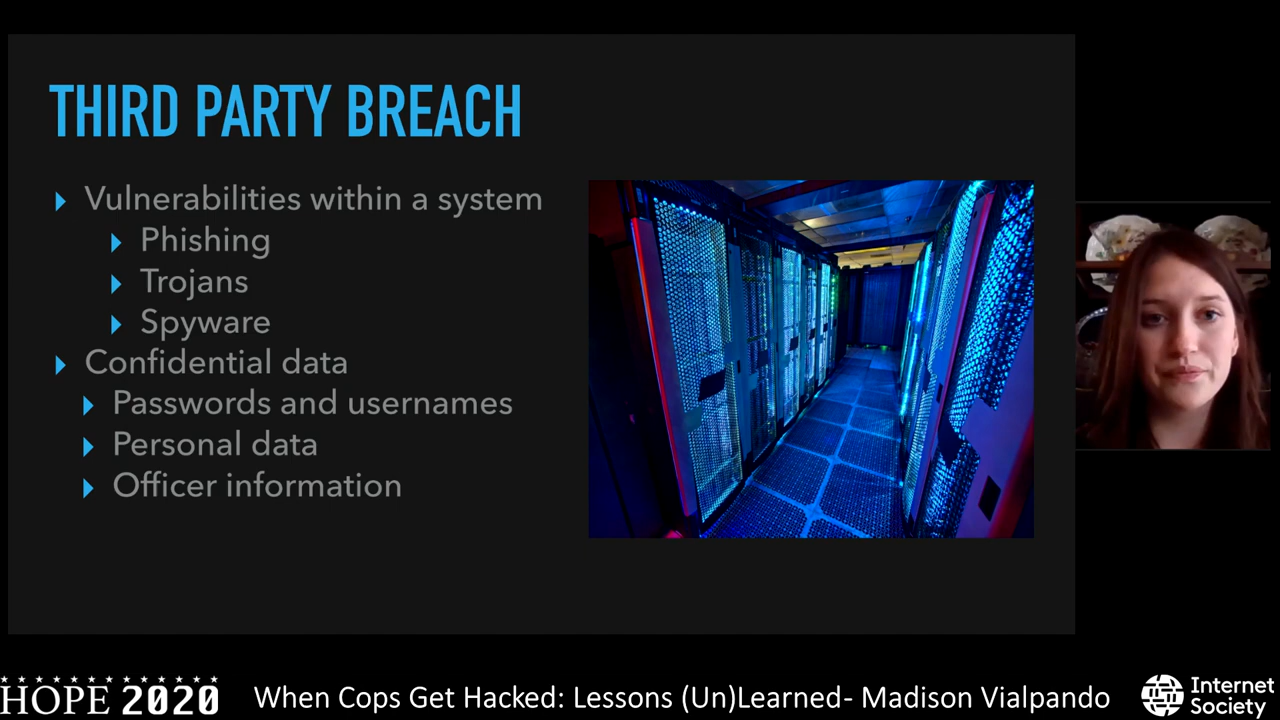 THIRD PARTY BREACH
Vulnerabilities within a system
Phishing
Trojans
Spyware
Confidential data
Passwords and usernames
Personal data
Officer information
HOPE 2020
When Cops Get Hacked: Lessons (Un)Learned- Madison Vialpando
Internet
Society